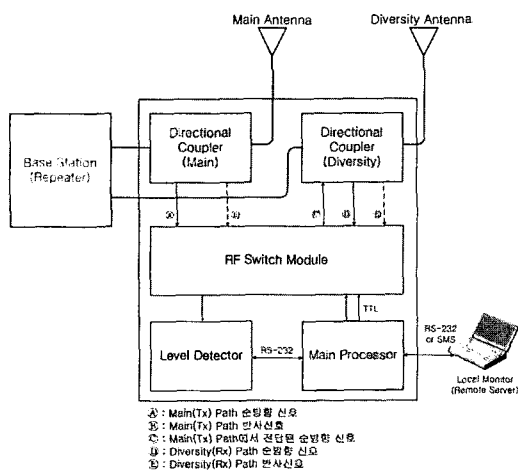 Main Antenna
Diversity Antenna
Directional
Coupler
(Main)
Directional
Coupler
(Diversity)
Base Station
(Repeater)
Ⓐ
Ⓑ
Ⓒ
Ⓓ
Ⓔ
RF Switch Module
TTL
Level Detector
RS-232
Main Processor
RS-232
or SMS
Local Monitor
(Remote Server)
Ⓐ : Main(Tx) Path 순방향 신호
Ⓑ : Main(Tx) Path 반사신호
Ⓒ : Main(Tx) Path에서 전달된 순방향 신호
Ⓓ : Diversity(Rx) Path 순방향 신호
Ⓔ : Diversity(Rx) Path 반사신호